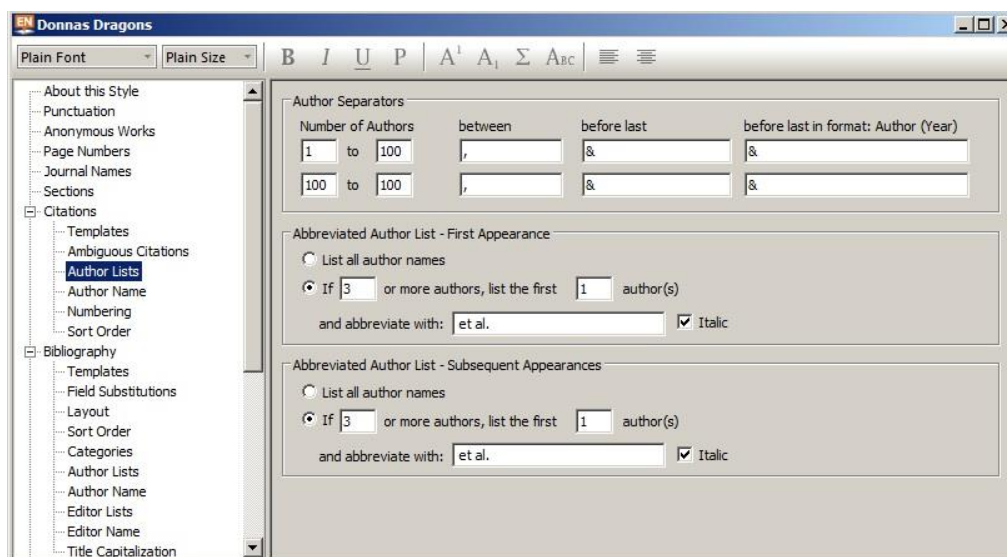 EN Donnas Dragons
Plain Font Plain Size B I U P A¹ A₁ Σ ABC
About this Style
Punctuation
Anonymous Works
Page Numbers
Journal Names
Sections
Citations
Templates
Ambiguous Citations
Author Lists
Author Name
Numbering
Sort Order
Bibliography
Templates
Field Substitutions
Layout
Sort Order
Categories
Author Lists
Author Name
Editor Lists
Editor Name
Title Capitalization
Author Separators
Number of Authors between before last before last in format: Author (Year)
1 to 100 , & &
100 to 100 , & &
Abbreviated Author List - First Appearance
List all author names
If 3 or more authors, list the first 1 author(s)
and abbreviate with: et al. Italic
Abbreviated Author List - Subsequent Appearances
List all author names
If 3 or more authors, list the first 1 author(s)
and abbreviate with: et al. Italic